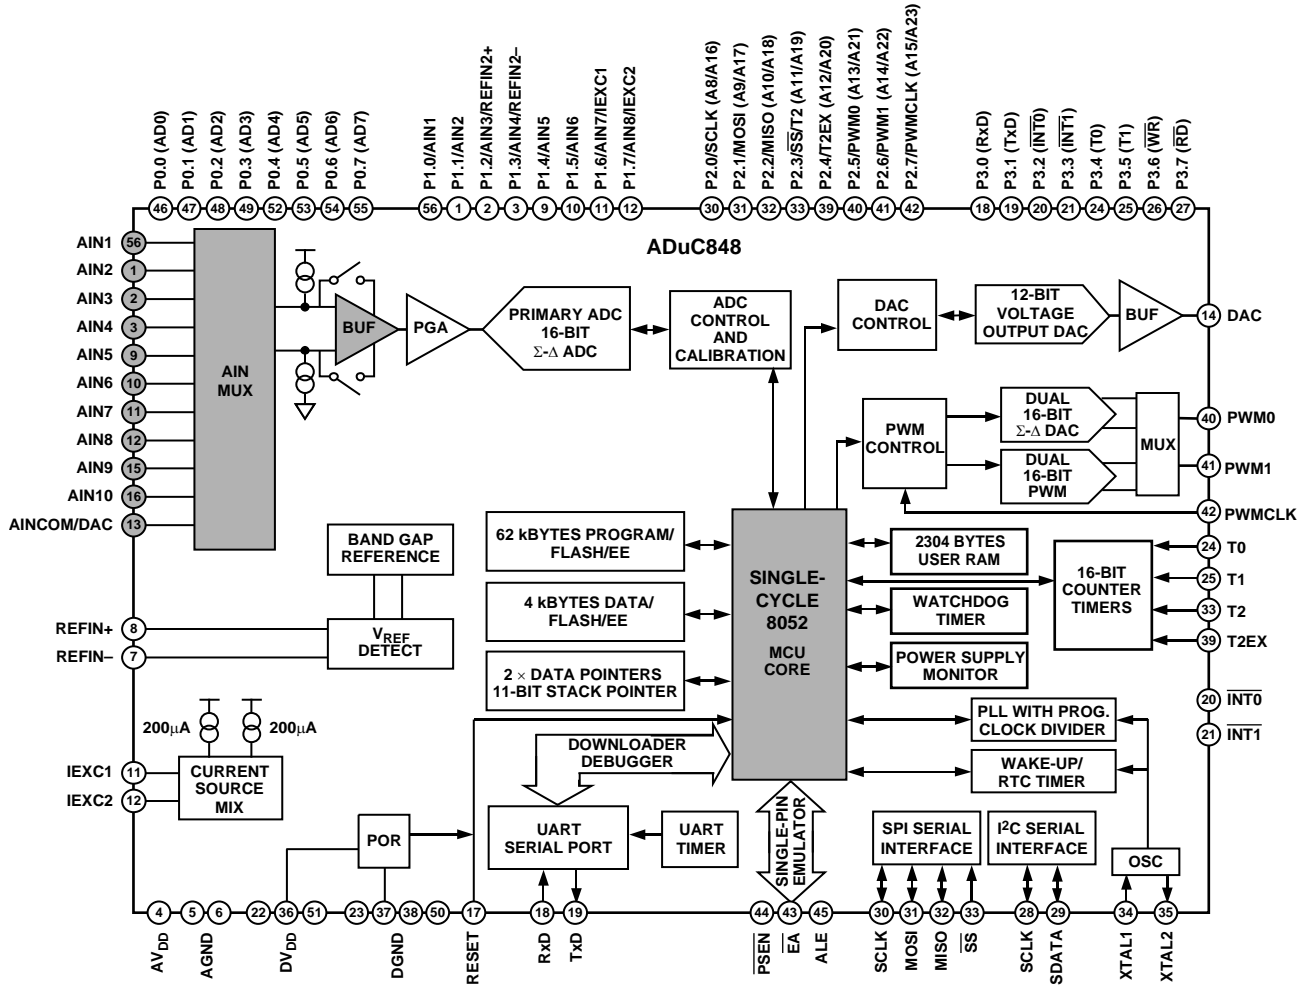 P0.0 (AD0)
P0.1 (AD1)
P0.2 (AD2)
P0.3 (AD3)
P0.4 (AD4)
P0.5 (AD5)
P0.6 (AD6)
P0.7 (AD7)
P1.0/AIN1
P1.1/AIN2
P1.2/AIN3/REFIN2+
P1.3/AIN4/REFIN2–
P1.4/AIN5
P1.5/AIN6
P1.6/AIN7/IEXC1
P1.7/AIN8/IEXC2
P2.0/SCLK (A8/A16)
P2.1/MOSI (A9/A17)
P2.2/MISO (A10/A18)
P2.3/S̅S̅/T2 (A11/A19)
P2.4/T2EX (A12/A20)
P2.5/PWM0 (A13/A21)
P2.6/PWM1 (A14/A22)
P2.7/PWMCLK (A15/A23)
P3.0 (RxD)
P3.1 (TxD)
P3.2 (I̅N̅T̅0̅)
P3.3 (I̅N̅T̅1̅)
P3.4 (T0)
P3.5 (T1)
P3.6 (W̅R̅)
P3.7 (R̅D̅)
46 47 48 49 52 53 54 55 56 1 2 3 9 10 11 12 30 31 32 33 39 40 41 42 18 19 20 21 24 25 26 27
ADuC848
AIN1 56
AIN2 1
AIN3 2
AIN4 3
AIN5 9
AIN6 10
AIN7 11
AIN8 12
AIN9 15
AIN10 16
AINCOM/DAC 13
AIN
MUX
BUF
PGA
PRIMARY ADC
16-BIT
Σ-Δ ADC
ADC
CONTROL
AND
CALIBRATION
DAC
CONTROL
12-BIT
VOLTAGE
OUTPUT DAC
BUF
14 DAC
PWM
CONTROL
DUAL
16-BIT
Σ-Δ DAC
DUAL
16-BIT
PWM
MUX
40 PWM0
41 PWM1
42 PWMCLK
BAND GAP
REFERENCE
VREF
DETECT
REFIN+ 8
REFIN– 7
62 kBYTES PROGRAM/
FLASH/EE
4 kBYTES DATA/
FLASH/EE
2 × DATA POINTERS
11-BIT STACK POINTER
SINGLE-
CYCLE
8052
MCU
CORE
2304 BYTES
USER RAM
WATCHDOG
TIMER
POWER SUPPLY
MONITOR
16-BIT
COUNTER
TIMERS
24 T0
25 T1
33 T2
39 T2EX
20 I̅N̅T̅0̅
21 I̅N̅T̅1̅
PLL WITH PROG.
CLOCK DIVIDER
WAKE-UP/
RTC TIMER
200μA
200μA
CURRENT
SOURCE
MIX
IEXC1 11
IEXC2 12
DOWNLOADER
DEBUGGER
POR
UART
SERIAL PORT
UART
TIMER
SINGLE-PIN
EMULATOR
SPI SERIAL
INTERFACE
I2C SERIAL
INTERFACE
OSC
4 5 6 22 36 51 23 37 38 50 17 18 19 44 43 45 30 31 32 33 28 29 34 35
AVDD
AGND
DVDD
DGND
RESET
RxD
TxD
P̅S̅E̅N̅
E̅A̅
ALE
SCLK
MOSI
MISO
S̅S̅
SCLK
SDATA
XTAL1
XTAL2